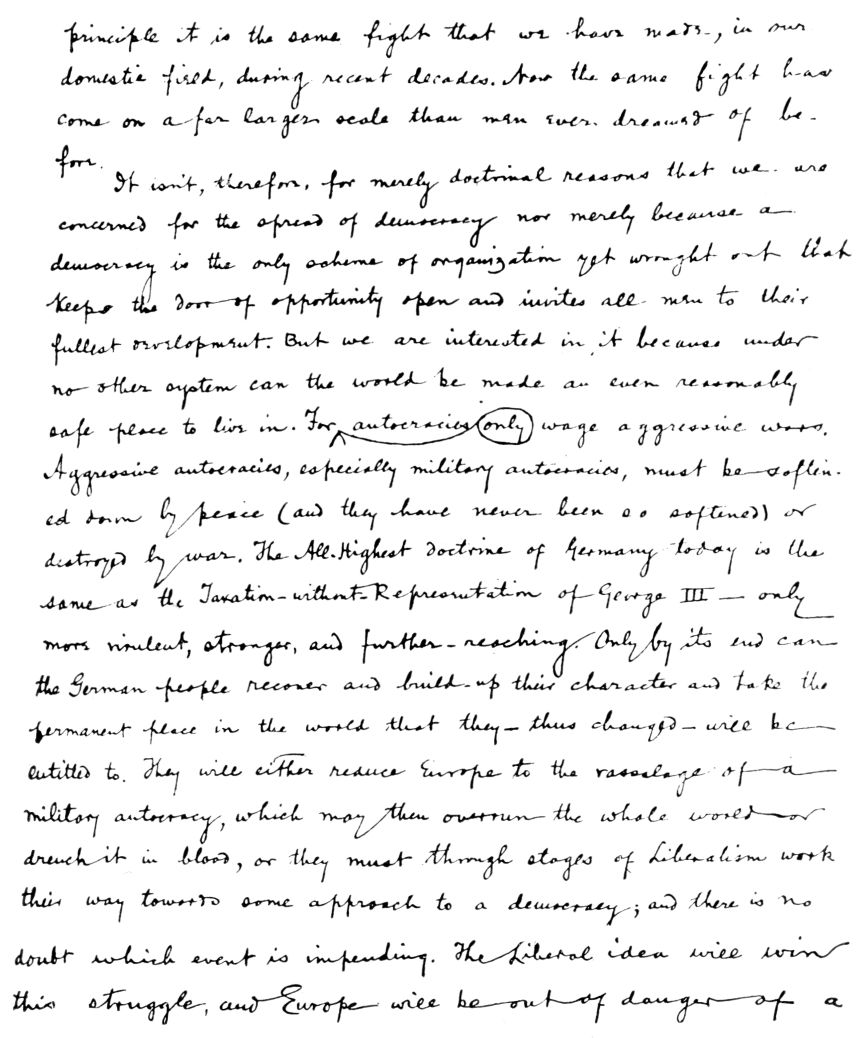 principle it is the same fight that we have made, in our
domestic field, during recent decades. Now the same fight has
come on a far larger scale than men ever dreamed of be-
fore.
It isn't, therefore, for merely doctrinal reasons that we are
concerned for the spread of democracy nor merely because a
democracy is the only scheme of organization yet wrought out that
keeps the door of opportunity open and invites all men to their
fullest development. But we are interested in it because under
no other system can the world be made an even reasonably
safe place to live in. For autocracies only wage aggressive wars.
Aggressive autocracies, especially military autocracies, must be soften-
ed down by peace (and they have never been so softened) or
destroyed by war. The All-Highest doctrine of Germany today is the
same as the Taxation-without-Representation of George III — only
more virulent, stronger, and further-reaching. Only by its end can
the German people recover and build-up their character and take the
permanent place in the world that they — thus changed — will be
entitled to. They will either reduce Europe to the vassalage of a
military autocracy, which may then overrun the whole world or
drench it in blood, or they must through stages of Liberalism work
their way towards some approach to a democracy; and there is no
doubt which event is impending. The Liberal idea will win
this struggle, and Europe will be out of danger of a